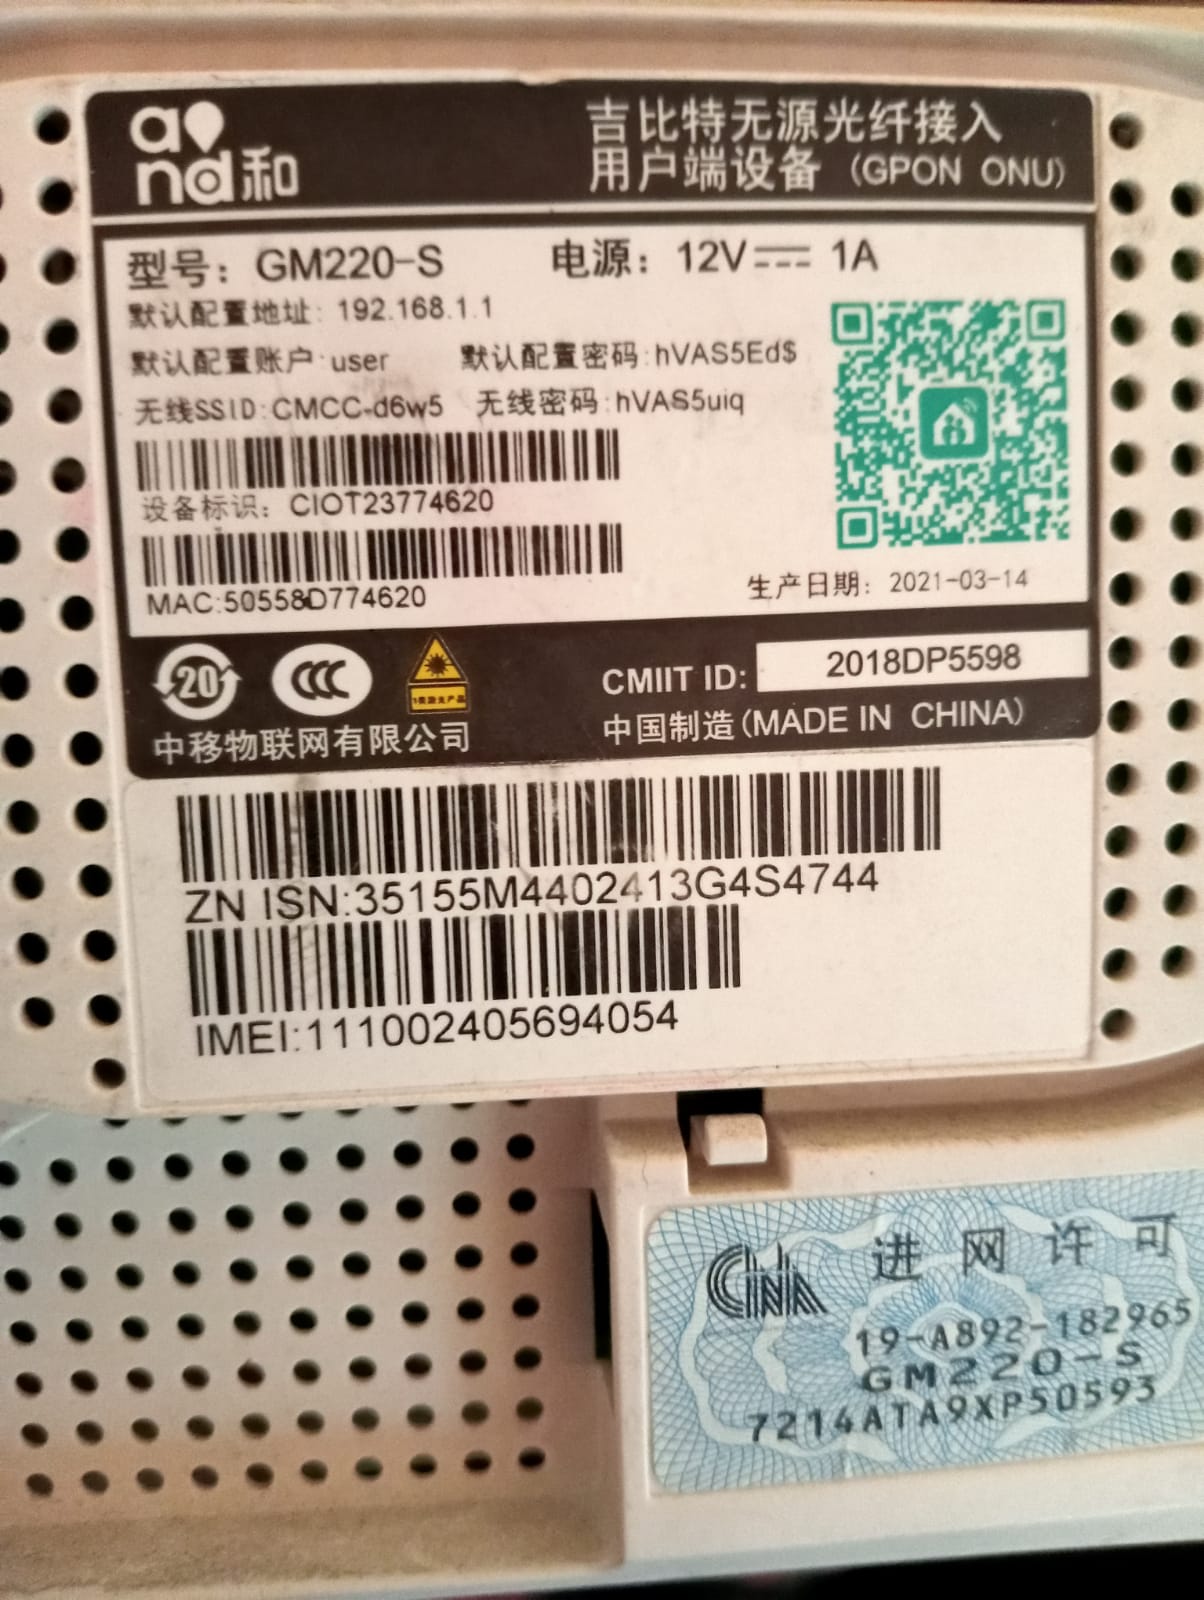 and和
吉比特无源光纤接入
用户端设备 (GPON ONU)
型号: GM220-S 电源: 12V 1A
默认配置地址: 192.168.1.1
默认配置账户:user 默认配置密码:hVAS5Ed$
无线SSID:CMCC-d6w5 无线密码:hVAS5uiq
设备标识: CIOT23774620
MAC:50558D774620
生产日期: 2021-03-14
20
CCC
CMIIT ID: 2018DP5598
中移物联网有限公司
中国制造(MADE IN CHINA)
ZN ISN:35155M4402413G4S4744
IMEI:111002405694054
进网许可
19-A892-182965
GM220-S
7214ATA9XP50593